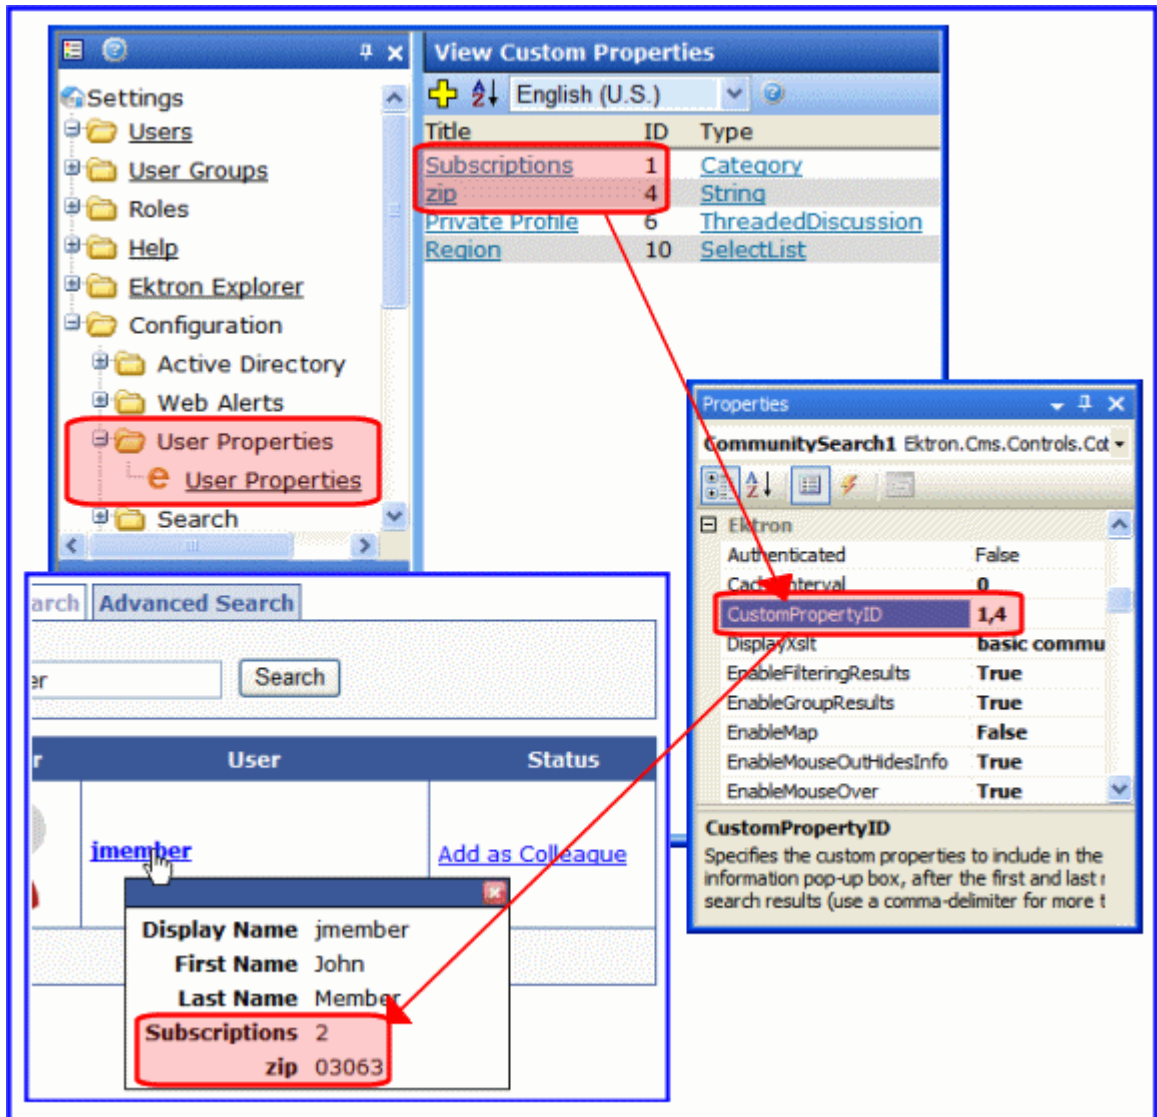 View Custom Properties
Settings
English (U.S.)
Users
Title ID Type
User Groups
Subscriptions 1 Category
zip 4 String
Roles
Private Profile 6 ThreadedDiscussion
Help
Region 10 SelectList
Ektron Explorer
Configuration
Active Directory
Web Alerts
User Properties
User Properties
Search
Properties
CommunitySearch1 Ektron.Cms.Controls.Co
Ektron
Authenticated False
CacheInterval 0
CustomPropertyID 1,4
DisplayXslt basic commu
EnableFilteringResults True
EnableGroupResults True
EnableMap False
EnableMouseOutHidesInfo True
EnableMouseOver True
CustomPropertyID
Specifies the custom properties to include in the
information pop-up box, after the first and last
search results (use a comma-delimiter for more t
arch Advanced Search
er Search
r User Status
jmember Add as Colleague
Display Name jmember
First Name John
Last Name Member
Subscriptions 2
zip 03063